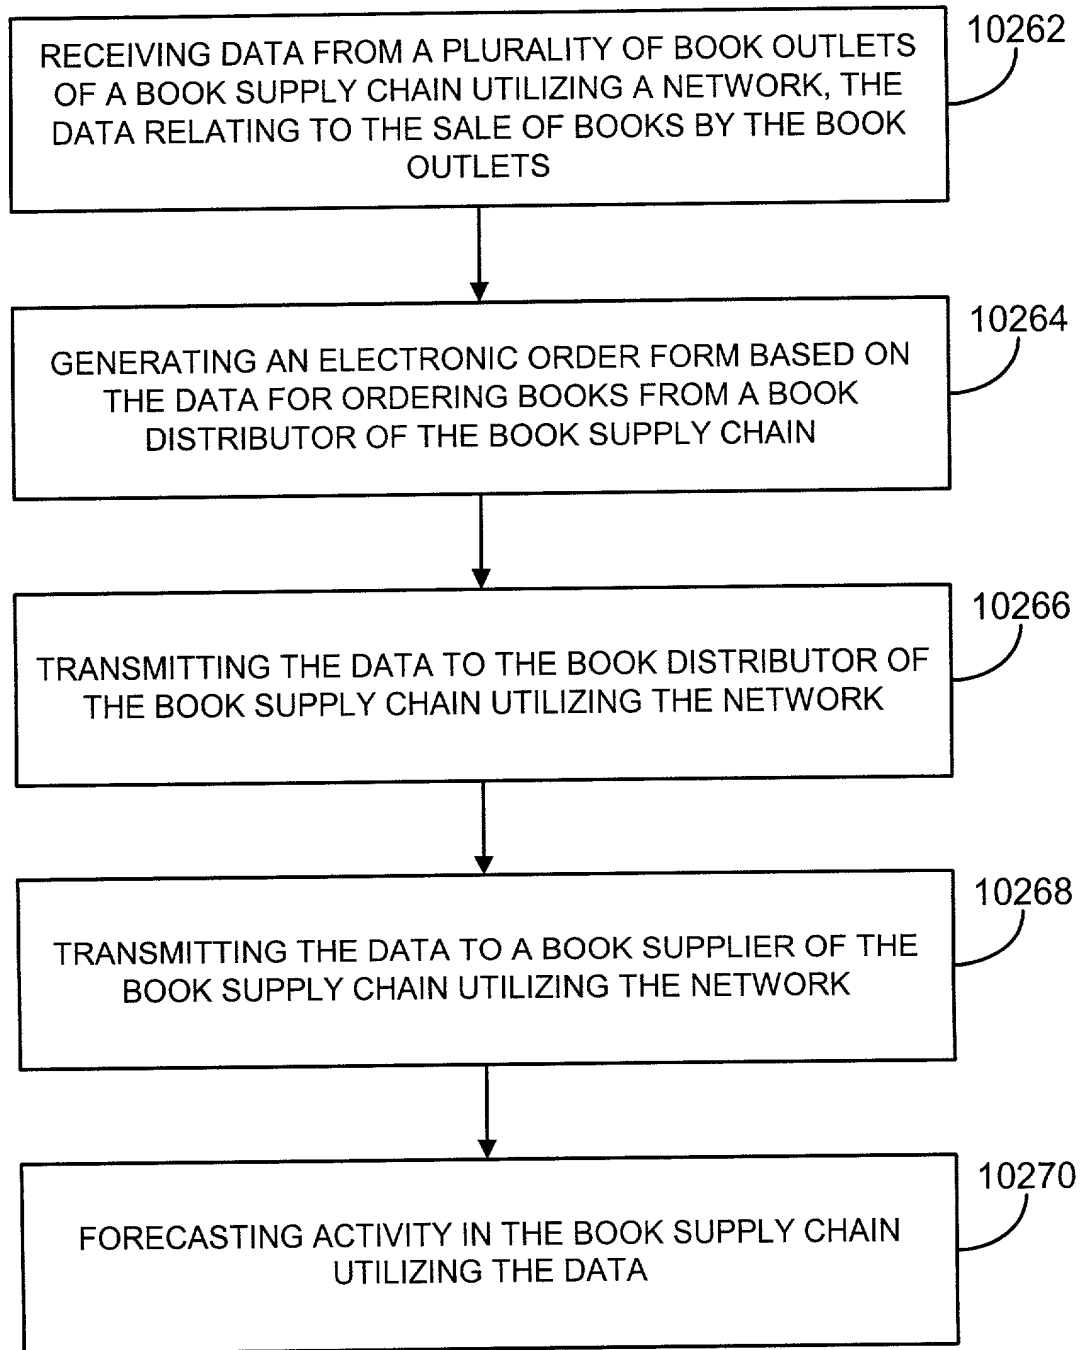 RECEIVING DATA FROM A PLURALITY OF BOOK OUTLETS
OF A BOOK SUPPLY CHAIN UTILIZING A NETWORK, THE
DATA RELATING TO THE SALE OF BOOKS BY THE BOOK
OUTLETS
10262
GENERATING AN ELECTRONIC ORDER FORM BASED ON
THE DATA FOR ORDERING BOOKS FROM A BOOK
DISTRIBUTOR OF THE BOOK SUPPLY CHAIN
10264
TRANSMITTING THE DATA TO THE BOOK DISTRIBUTOR OF
THE BOOK SUPPLY CHAIN UTILIZING THE NETWORK
10266
TRANSMITTING THE DATA TO A BOOK SUPPLIER OF THE
BOOK SUPPLY CHAIN UTILIZING THE NETWORK
10268
FORECASTING ACTIVITY IN THE BOOK SUPPLY CHAIN
UTILIZING THE DATA
10270